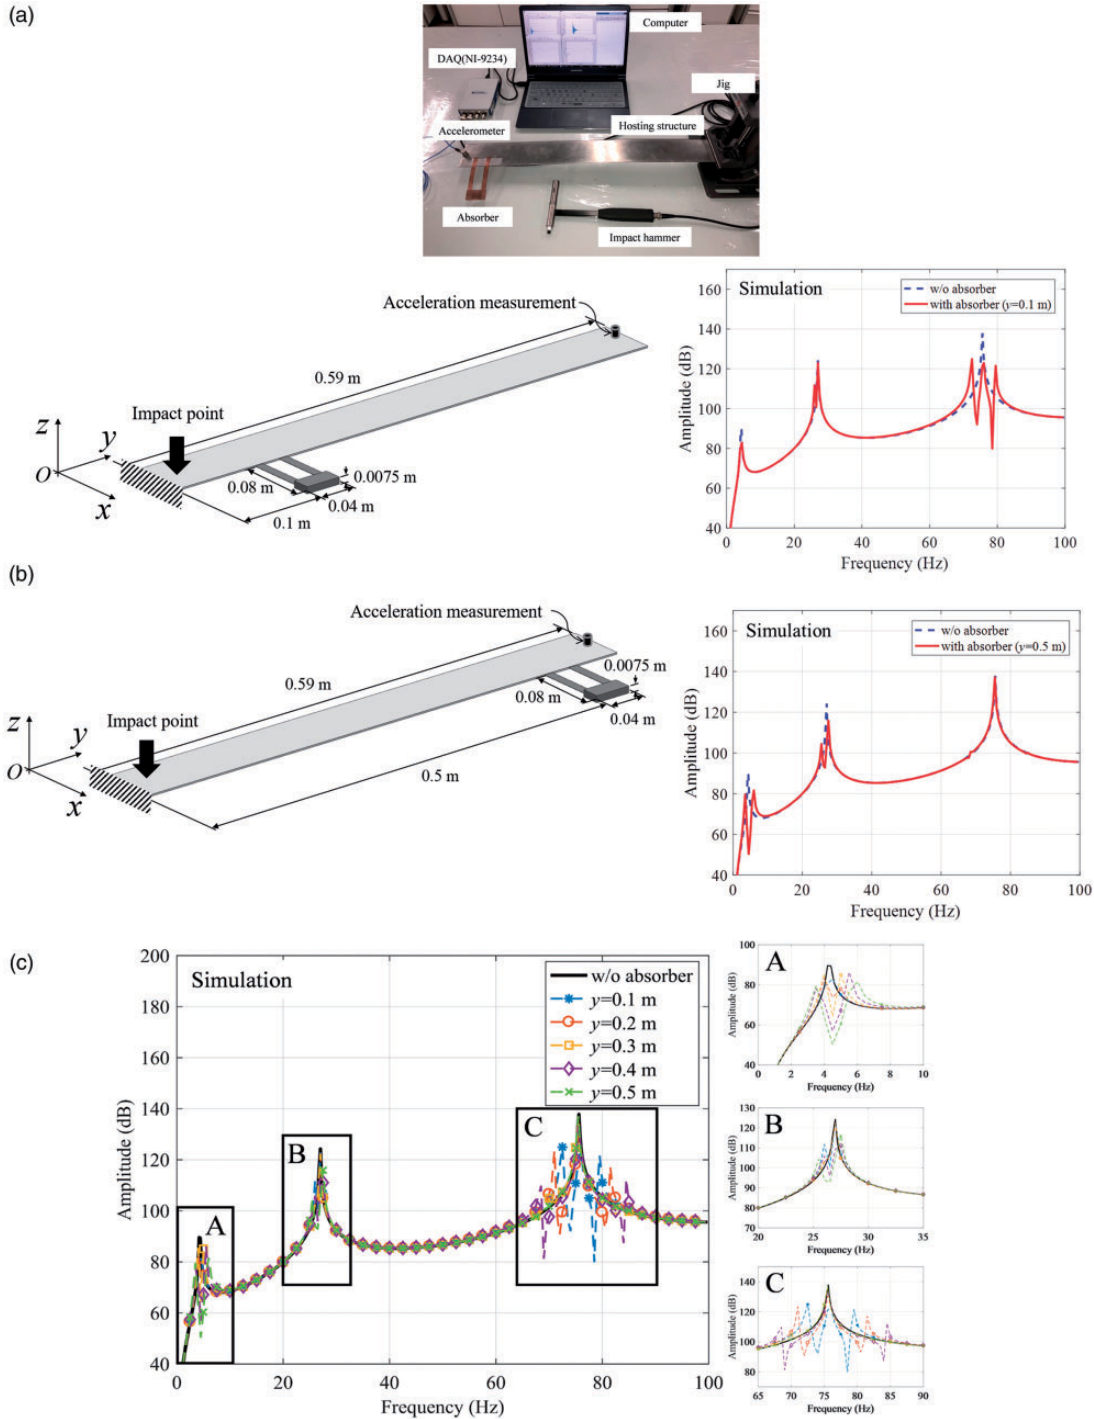 (a)
Computer
DAQ(NI-9234)
Jig
Hosting structure
Accelerometer
Absorber
Impact hammer
Acceleration measurement
0.59 m
Impact point
z
y
O
x
0.08 m
0.0075 m
0.04 m
0.1 m
Simulation
w/o absorber
with absorber (y=0.1 m)
160
140
120
100
80
60
40
Amplitude (dB)
0 20 40 60 80 100
Frequency (Hz)
(b)
Acceleration measurement
0.59 m
Impact point
z
y
O
x
0.0075 m
0.08 m
0.04 m
0.5 m
Simulation
w/o absorber
with absorber (y=0.5 m)
160
140
120
100
80
60
40
Amplitude (dB)
0 20 40 60 80 100
Frequency (Hz)
(c)
Simulation
w/o absorber
y=0.1 m
y=0.2 m
y=0.3 m
y=0.4 m
y=0.5 m
A
B
C
200
180
160
140
120
100
80
60
40
Amplitude (dB)
0 20 40 60 80 100
Frequency (Hz)
A
100
80
60
40
Amplitude (dB)
0 2 4 6 8 10
Frequency (Hz)
B
130
120
110
100
90
80
70
Amplitude (dB)
20 25 30 35
Frequency (Hz)
C
140
120
100
80
Amplitude (dB)
65 70 75 80 85 90
Frequency (Hz)